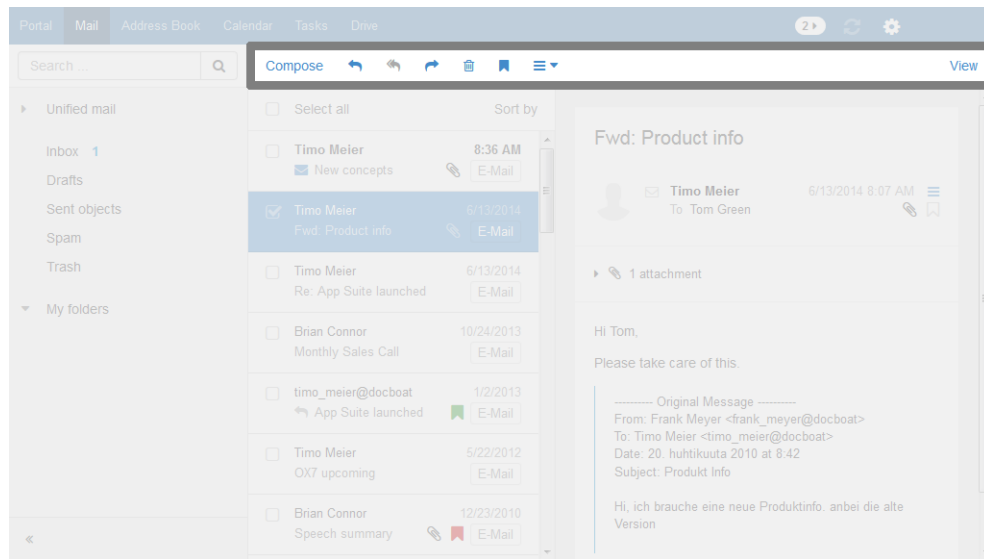 Portal Mail Address Book Calendar Tasks Drive 2
Search ...
Compose View
Unified mail
Inbox 1
Drafts
Sent objects
Spam
Trash
My folders
Select all Sort by
Timo Meier 8:36 AM
New concepts E-Mail
Timo Meier 6/13/2014
Fwd: Product info E-Mail
Timo Meier 6/13/2014
Re: App Suite launched E-Mail
Brian Connor 10/24/2013
Monthly Sales Call E-Mail
timo_meier@docboat 1/2/2013
App Suite launched E-Mail
Timo Meier 5/22/2012
OX7 upcoming E-Mail
Brian Connor 12/23/2010
Speech summary E-Mail
Fwd: Product info
Timo Meier 6/13/2014 8:07 AM
To Tom Green
1 attachment
Hi Tom,
Please take care of this.
---------- Original Message ----------
From: Frank Meyer <frank_meyer@docboat>
To: Timo Meier <timo_meier@docboat>
Date: 20. huhtikuuta 2010 at 8:42
Subject: Produkt Info
Hi, ich brauche eine neue Produktinfo. anbei die alte
Version